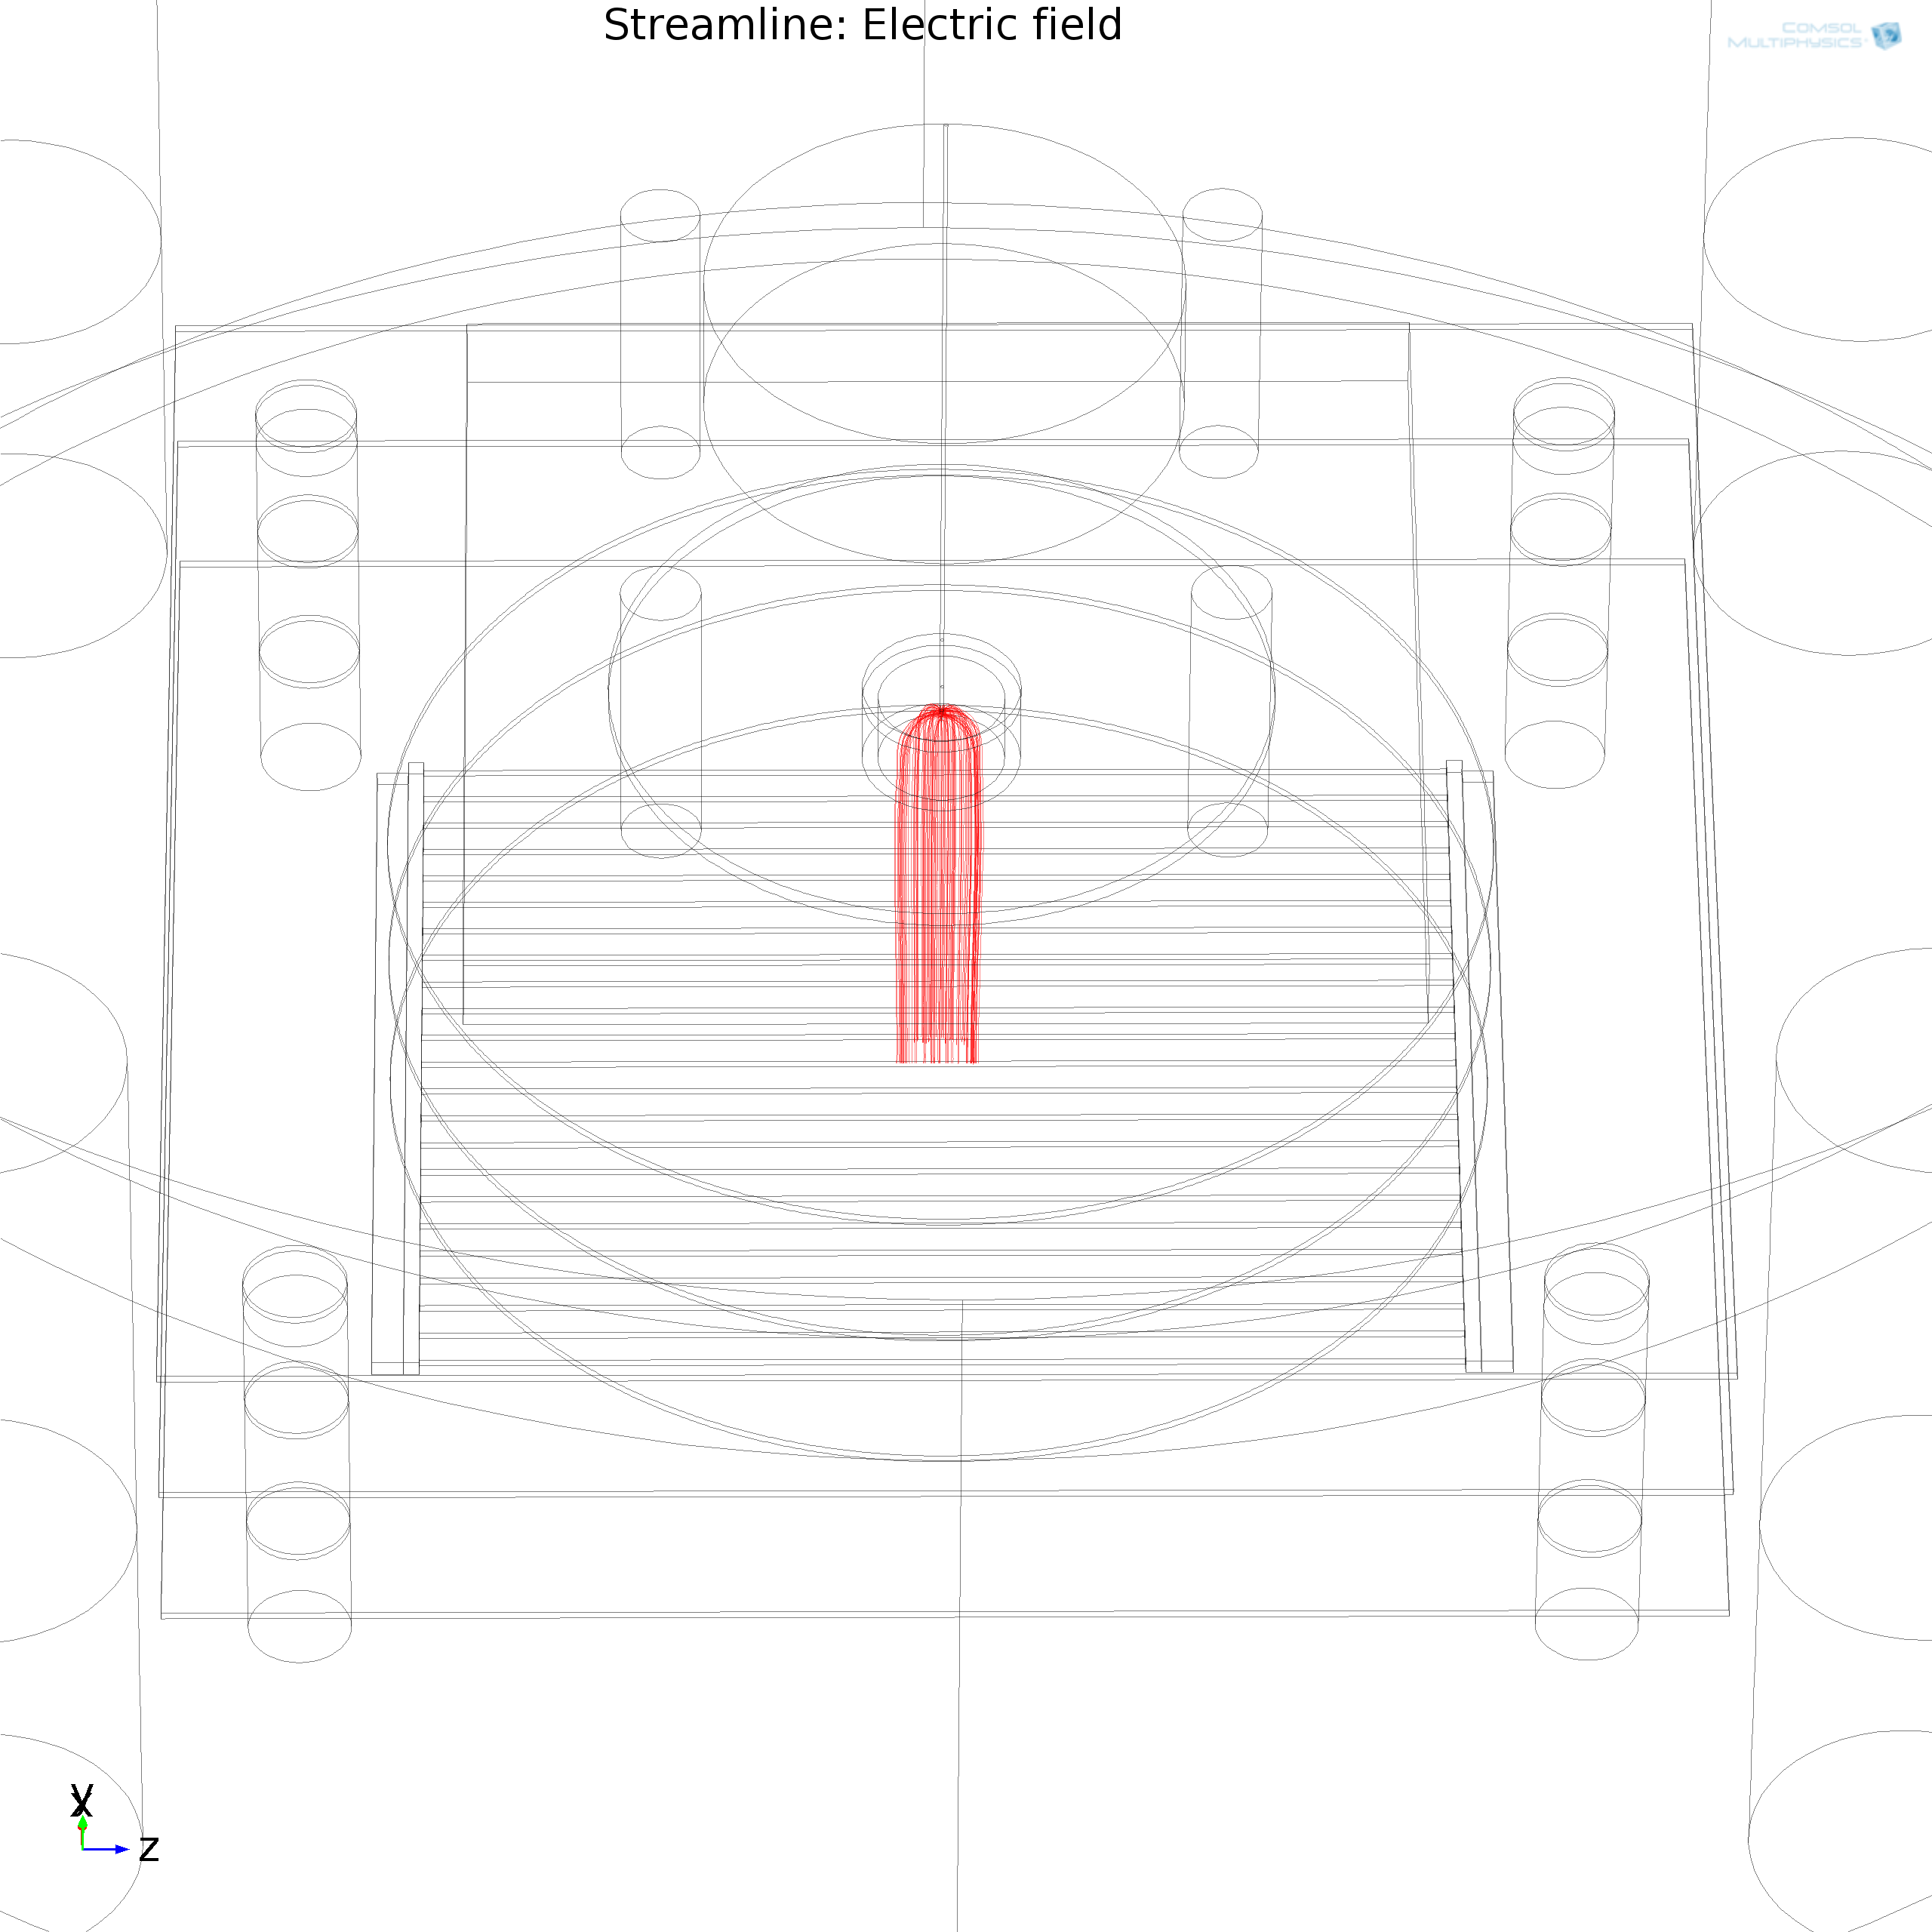 Streamline: Electric field
COMSOL
MULTIPHYSICS
y
x
z